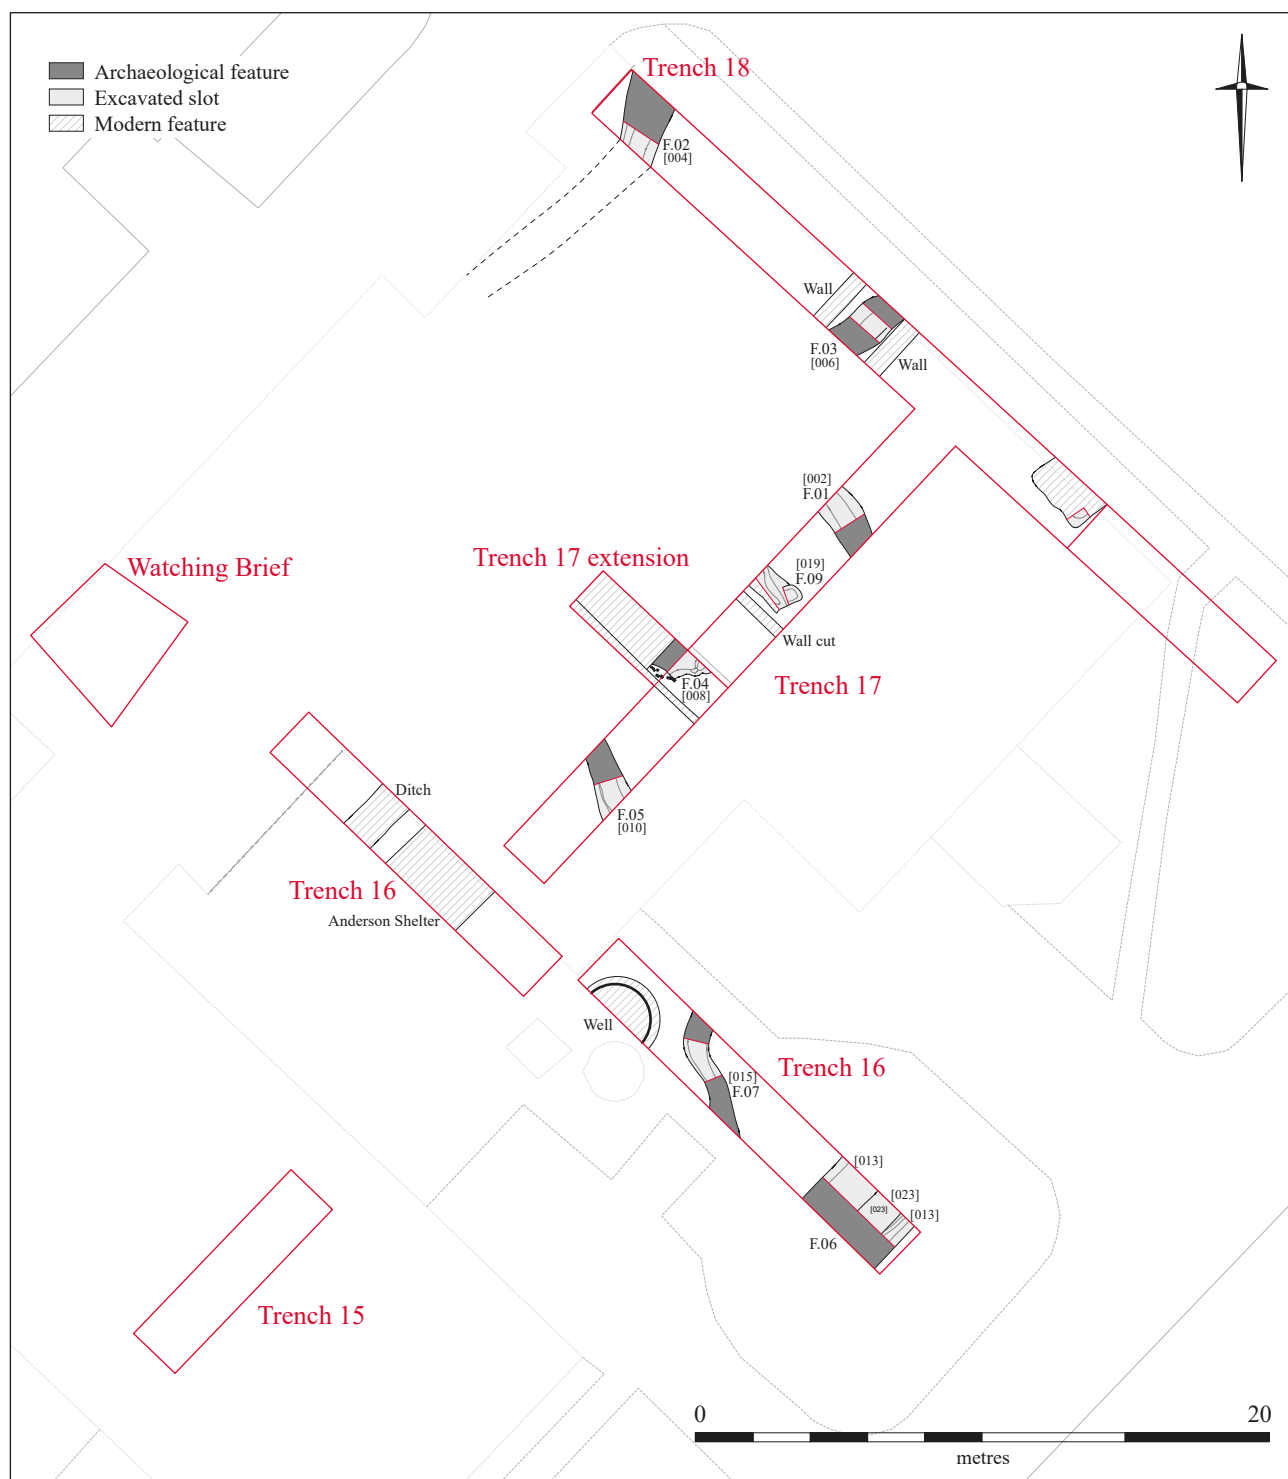 Archaeological feature
Excavated slot
Modern feature
Trench 18
F.02
[004]
Wall
F.03
[006]
Wall
[002]
F.01
Trench 17 extension
Watching Brief
[019]
F.09
Wall cut
F.04
[008]
Trench 17
Ditch
F.05
[010]
Trench 16
Anderson Shelter
Well
Trench 16
[015]
F.07
[013]
[023]
[023]
[013]
F.06
Trench 15
0 20
metres